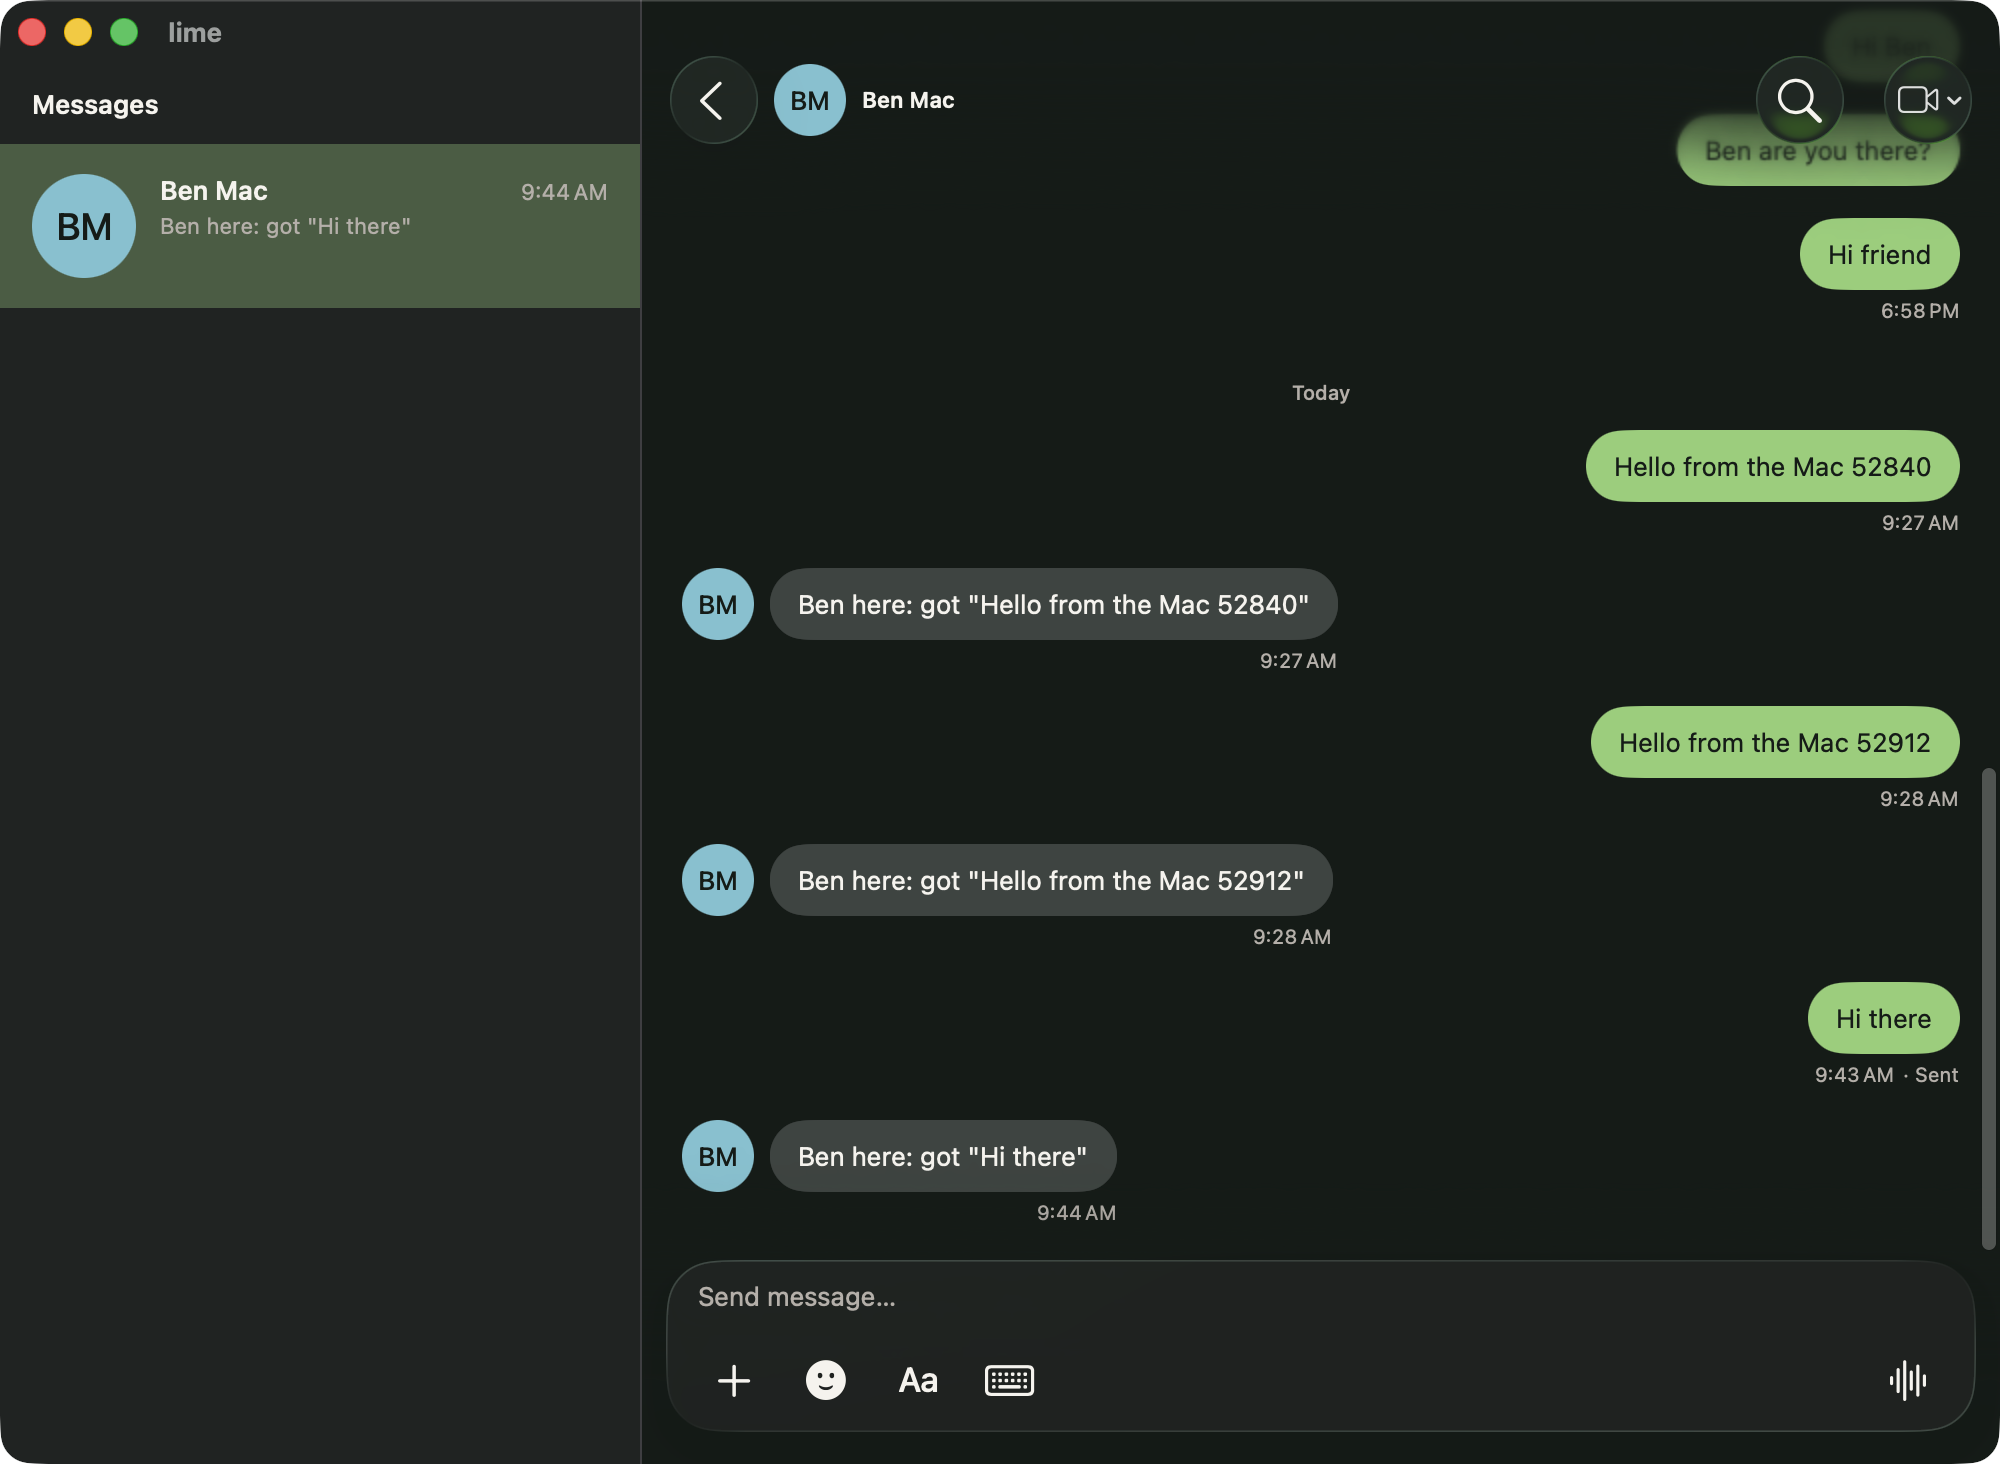 lime
Messages
BM
Ben Mac
9:44 AM
Ben here: got "Hi there"
BM
Ben Mac
Ben are you there?
Hi friend
6:58 PM
Today
Hello from the Mac 52840
9:27 AM
BM
Ben here: got "Hello from the Mac 52840"
9:27 AM
Hello from the Mac 52912
9:28 AM
BM
Ben here: got "Hello from the Mac 52912"
9:28 AM
Hi there
9:43 AM · Sent
BM
Ben here: got "Hi there"
9:44 AM
Send message...
Aa